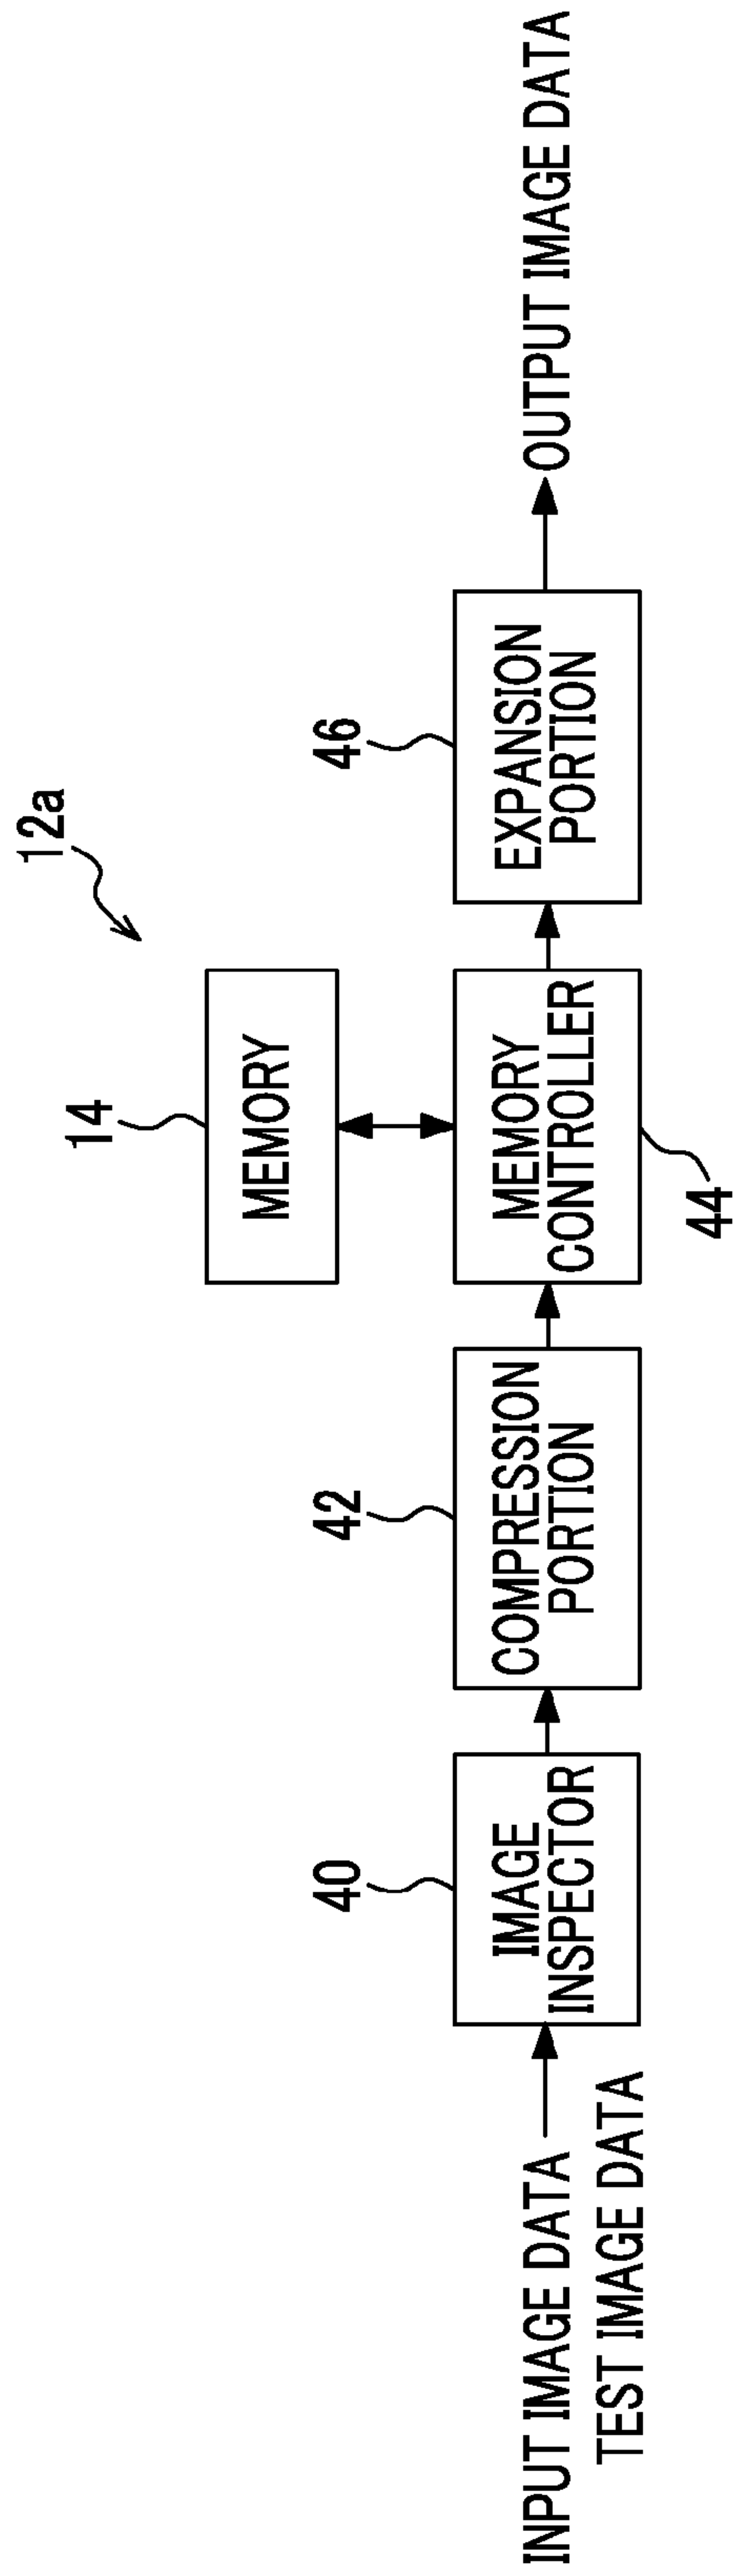 12a
14
MEMORY
40
42
46
INPUT IMAGE DATA
TEST IMAGE DATA
IMAGE
INSPECTOR
COMPRESSION
PORTION
MEMORY
CONTROLLER
EXPANSION
PORTION
OUTPUT IMAGE DATA
44